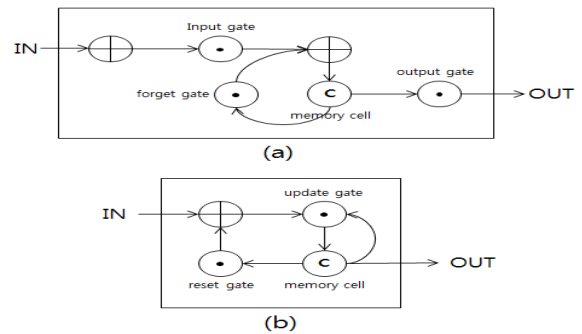 Input gate
IN
output gate
forget gate
C
OUT
memory cell
(a)
update gate
IN
C
OUT
reset gate
memory cell
(b)